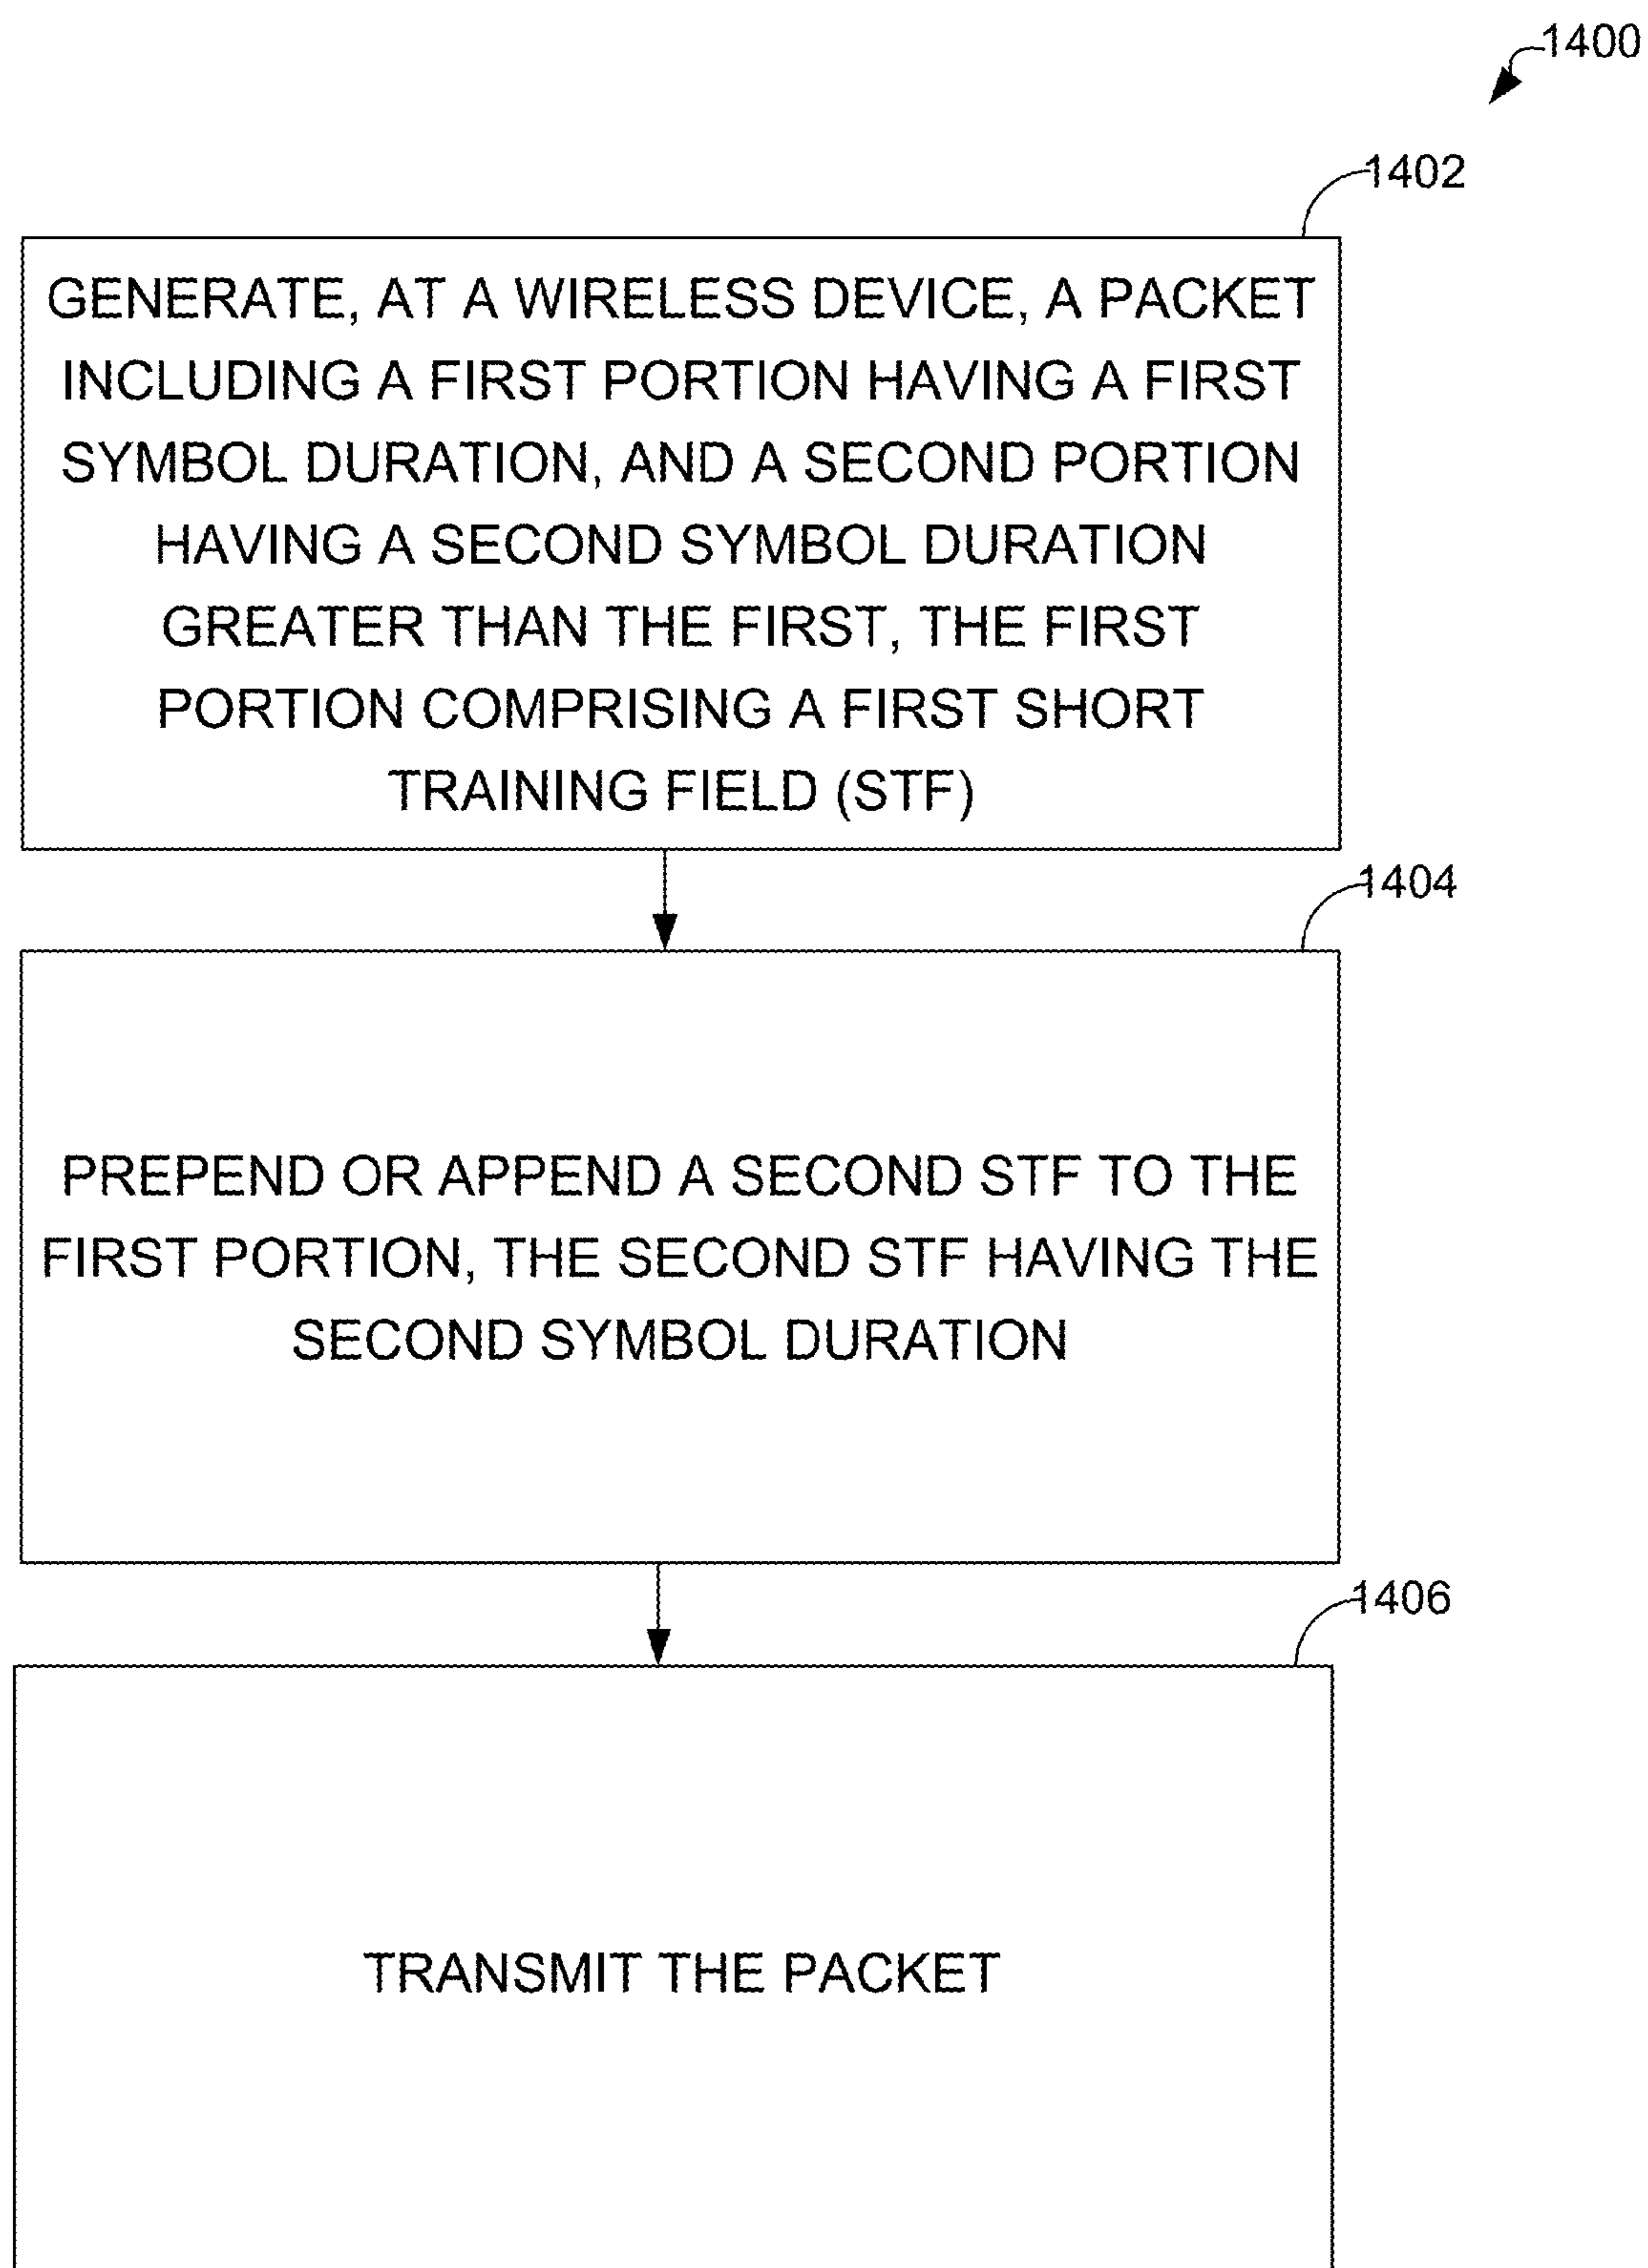 1400
1402
GENERATE, AT A WIRELESS DEVICE, A PACKET
INCLUDING A FIRST PORTION HAVING A FIRST
SYMBOL DURATION, AND A SECOND PORTION
HAVING A SECOND SYMBOL DURATION
GREATER THAN THE FIRST, THE FIRST
PORTION COMPRISING A FIRST SHORT
TRAINING FIELD (STF)
1404
PREPEND OR APPEND A SECOND STF TO THE
FIRST PORTION, THE SECOND STF HAVING THE
SECOND SYMBOL DURATION
1406
TRANSMIT THE PACKET